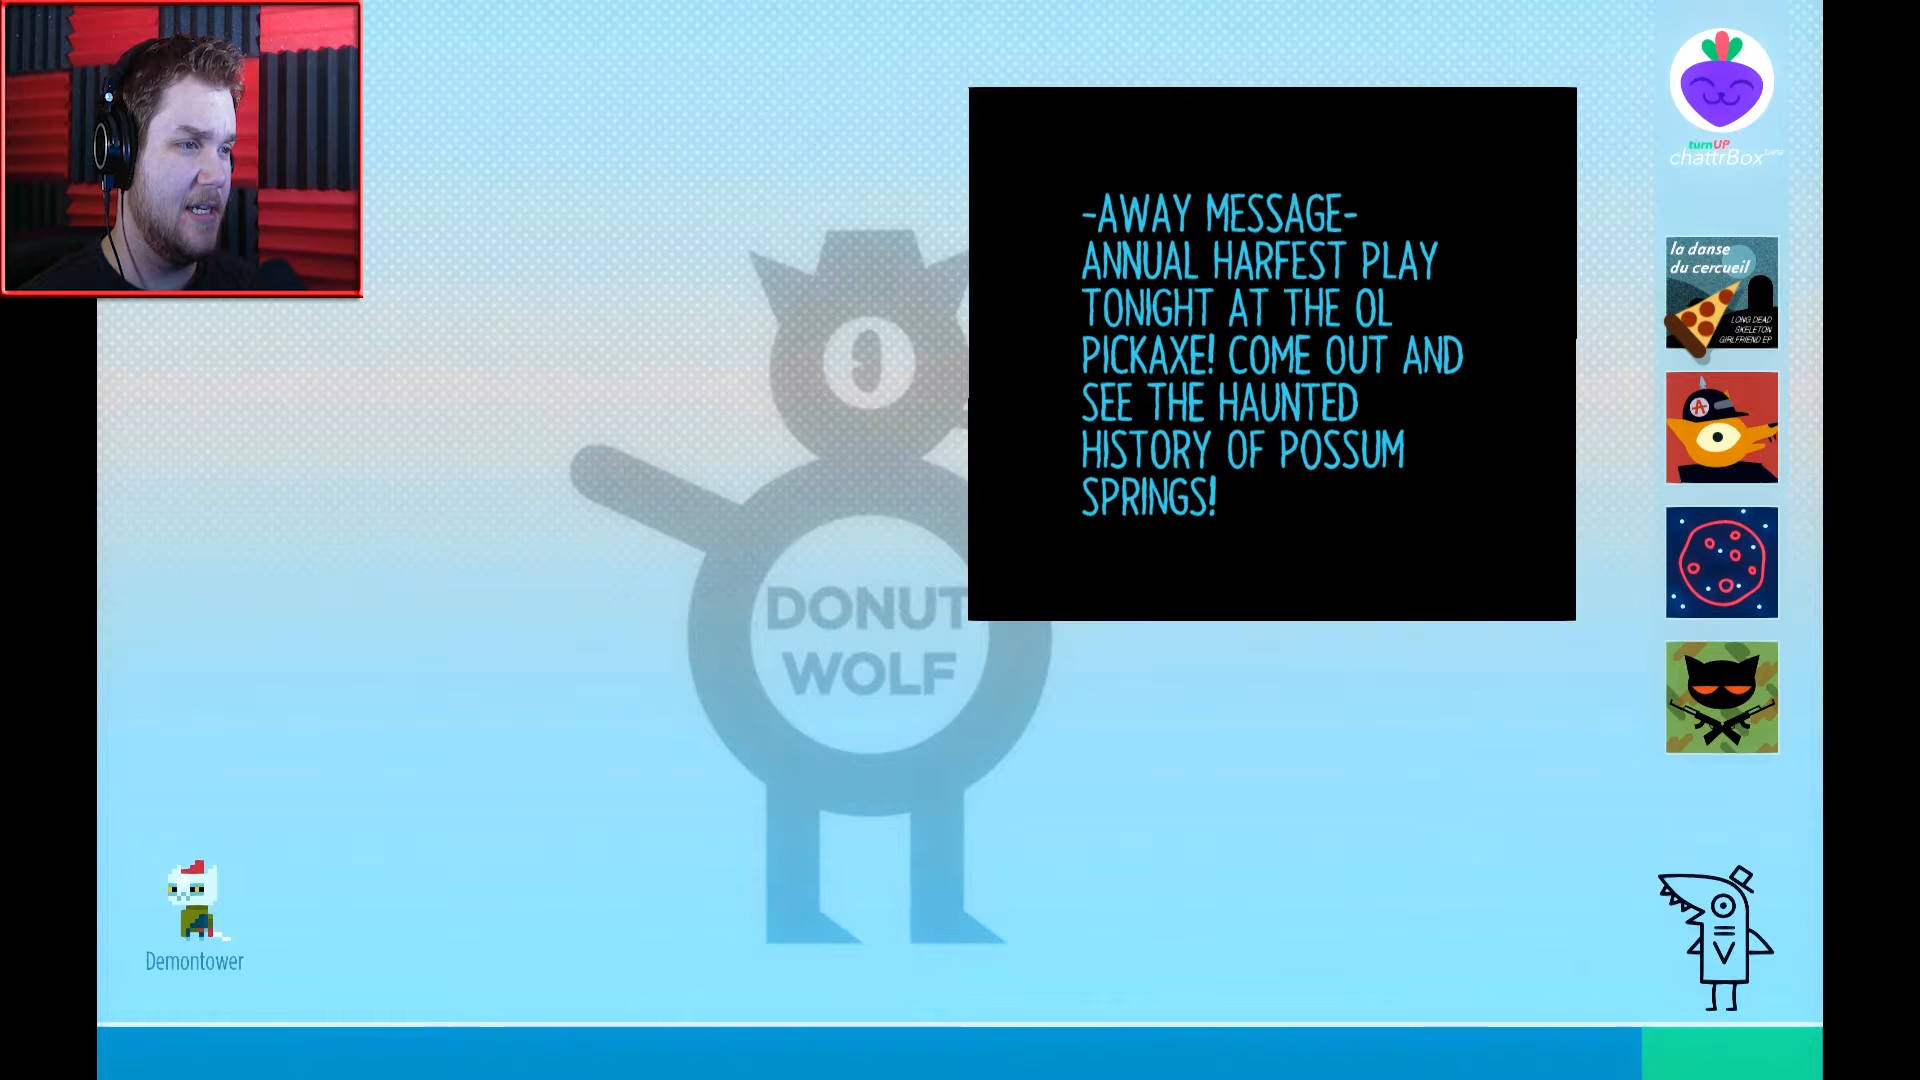 -AWAY MESSAGE-
ANNUAL HARFEST PLAY
TONIGHT AT THE OL
PICKAXE! COME OUT AND
SEE THE HAUNTED
HISTORY OF POSSUM
SPRINGS!
DONUT
WOLF
Demontower
turnUP
chattrBox
la danse
du cercueil
LONG DEAD
SKELETON
GIRLFRIEND EP
A